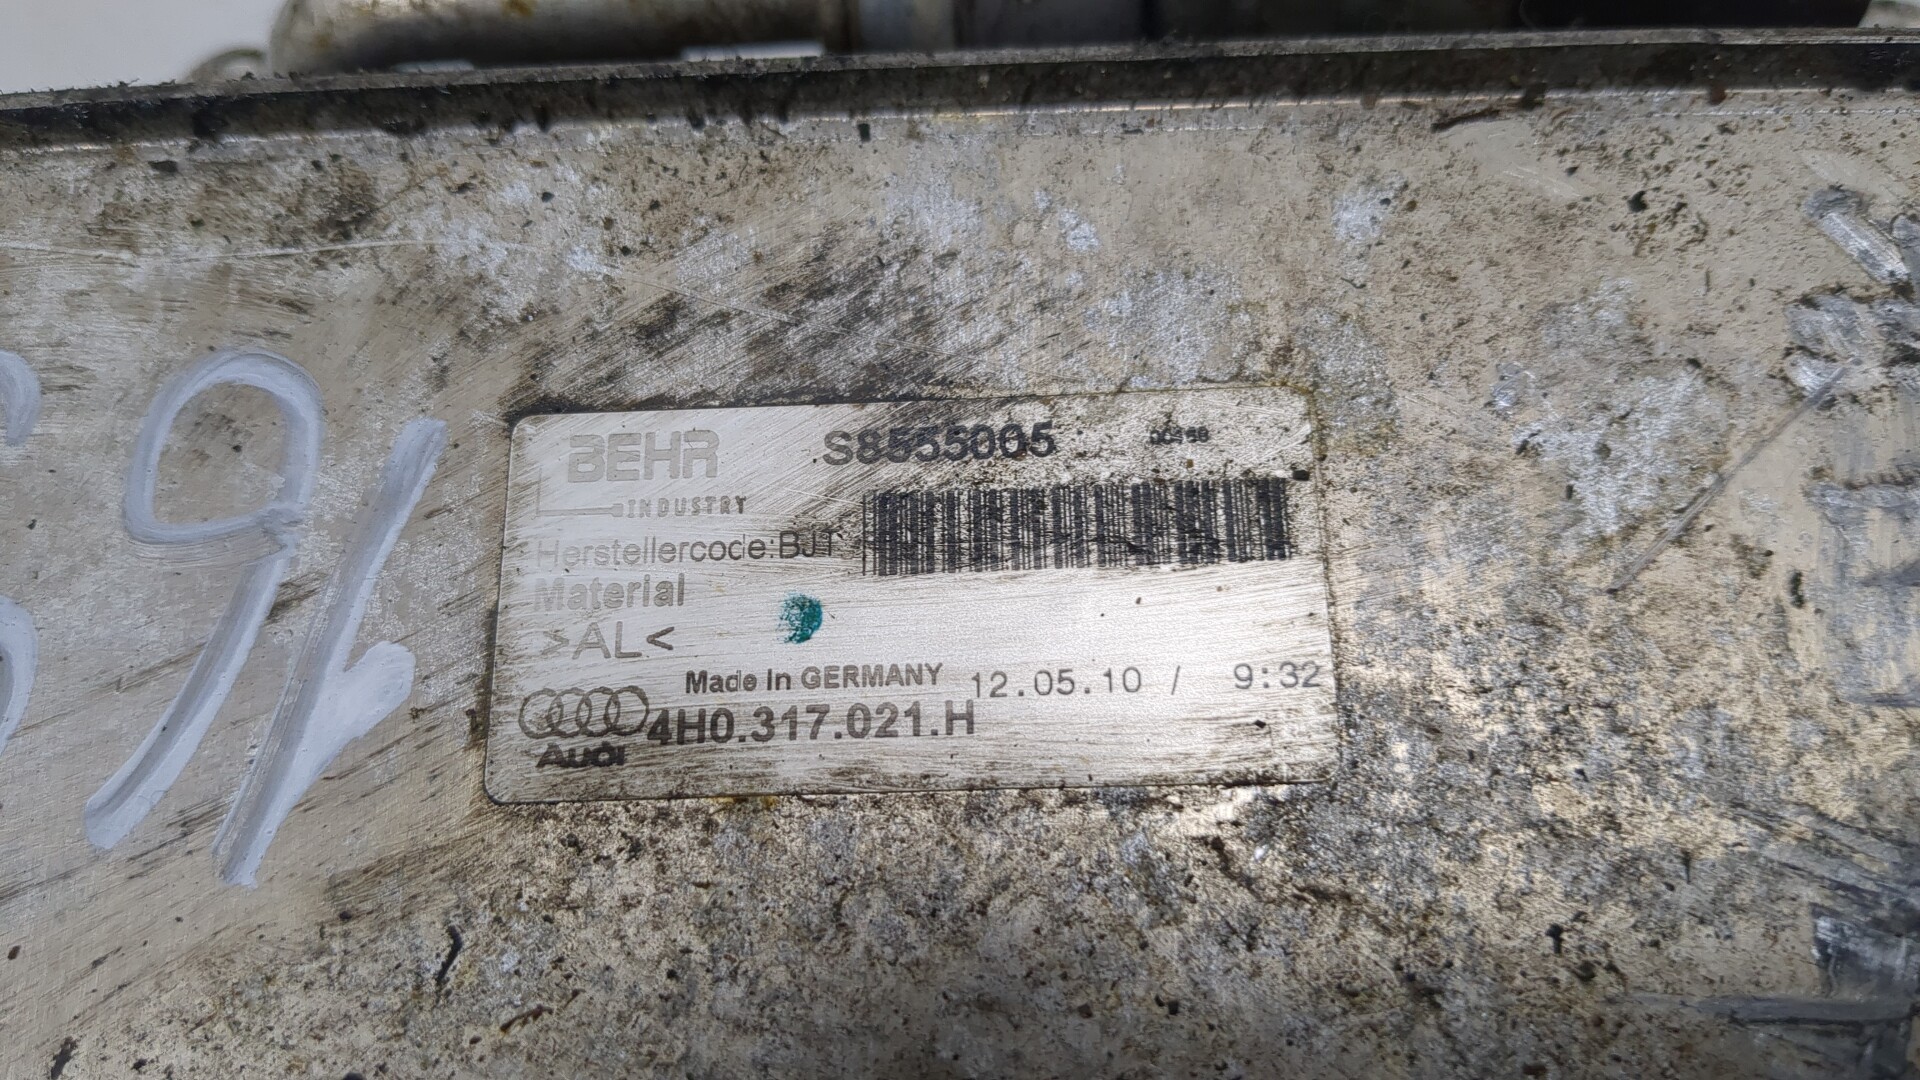 BEHR S8555005
INDUSTRY
Herstellercode:BJT
Material
>AL<
Made in GERMANY 12.05.10 / 9:32
4H0.317.021.H
Audi